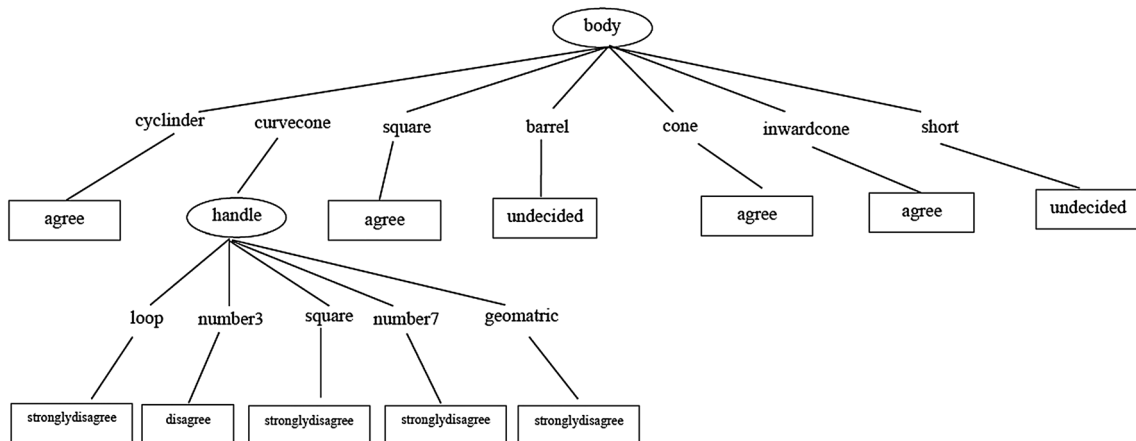 body
cyclinder curvecone square barrel cone inwardcone short
agree handle agree undecided agree agree undecided
loop number3 square number7 geomatric
stronglydisagree disagree stronglydisagree stronglydisagree stronglydisagree